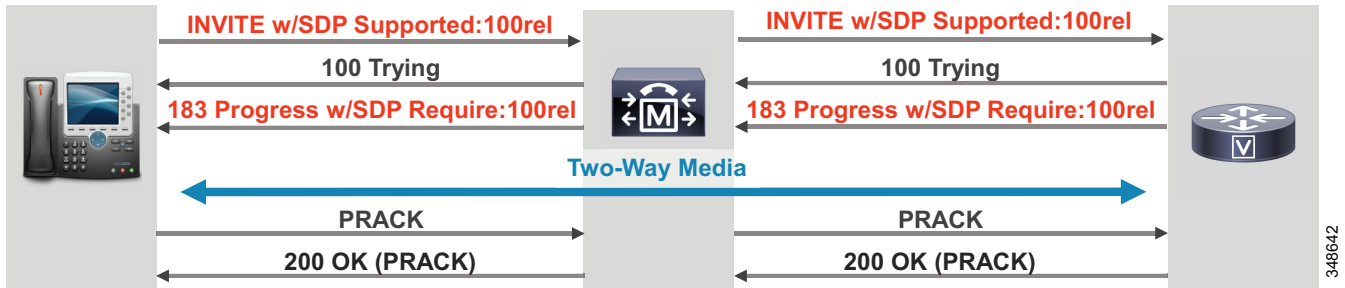 INVITE w/SDP Supported:100rel
INVITE w/SDP Supported:100rel
100 Trying
100 Trying
183 Progress w/SDP Require:100rel
183 Progress w/SDP Require:100rel
M
V
Two-Way Media
PRACK
PRACK
200 OK (PRACK)
200 OK (PRACK)
348642